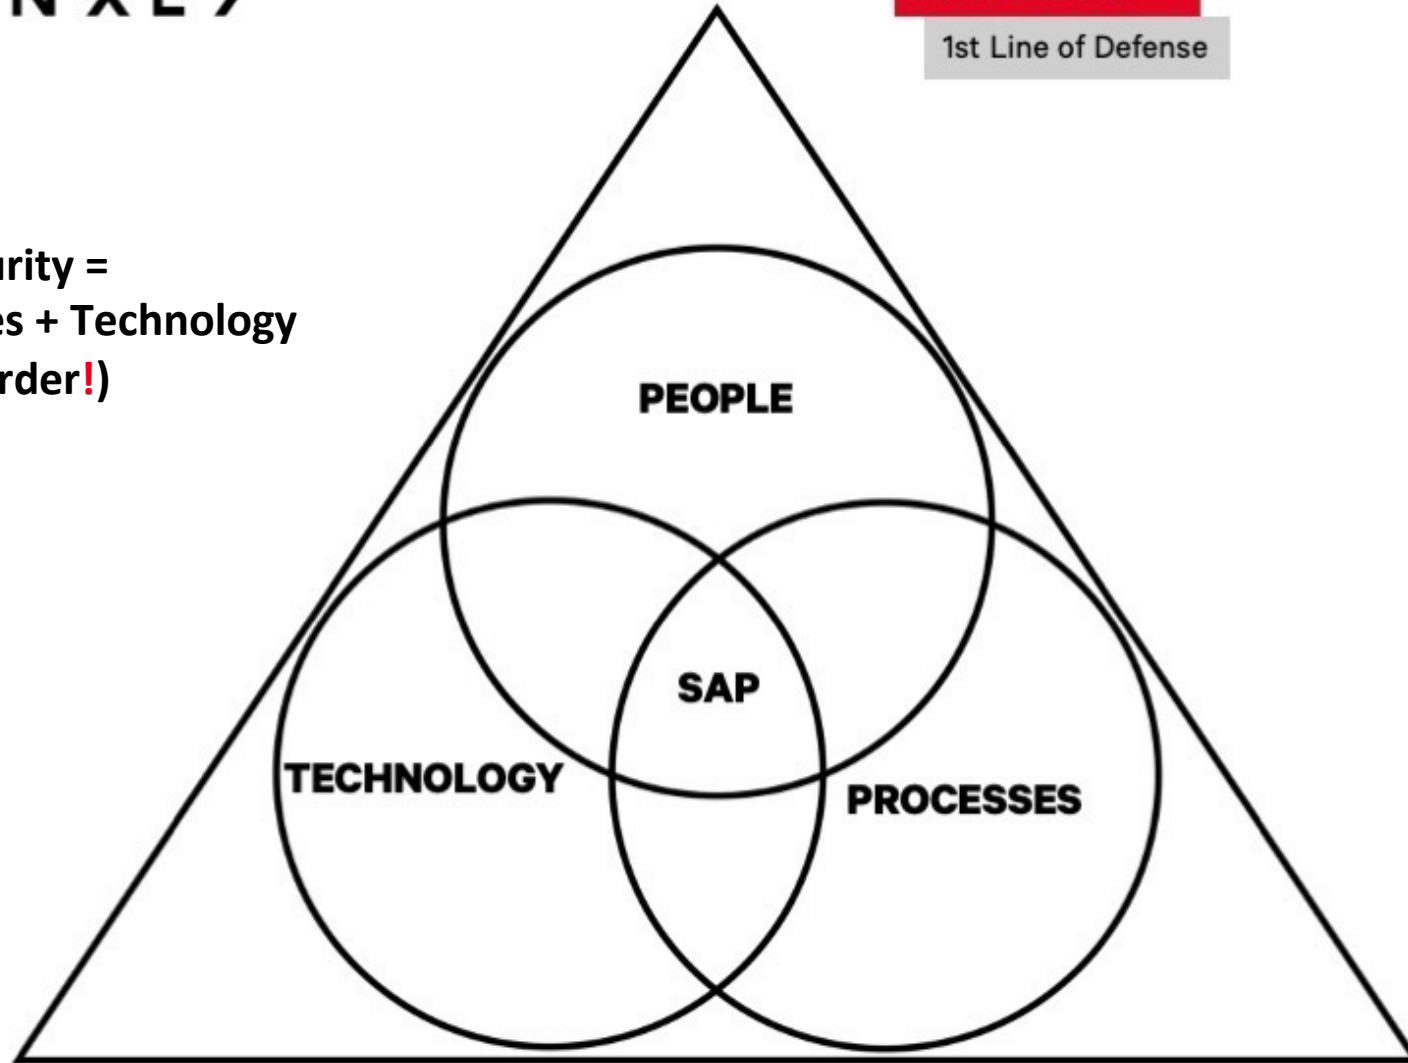 1st Line of Defense
urity =
es + Technology
rder!)
PEOPLE
SAP
TECHNOLOGY
PROCESSES